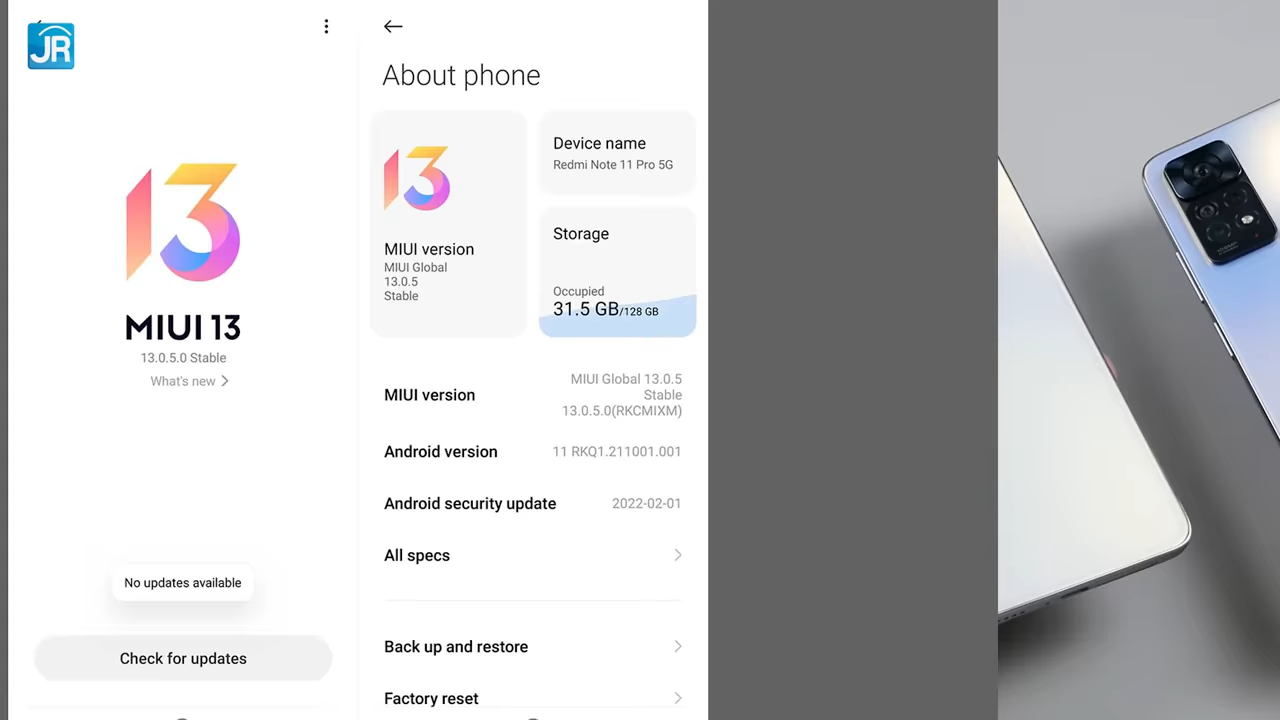 JR
13
MIUI 13
13.0.5.0 Stable
What's new
No updates available
Check for updates
About phone
13
MIUI version
MIUI Global
13.0.5
Stable
Device name
Redmi Note 11 Pro 5G
Storage
Occupied
31.5 GB/128 GB
MIUI version
MIUI Global 13.0.5
Stable
13.0.5.0(RKCMIXM)
Android version
11 RKQ1.211001.001
Android security update
2022-02-01
All specs
Back up and restore
Factory reset